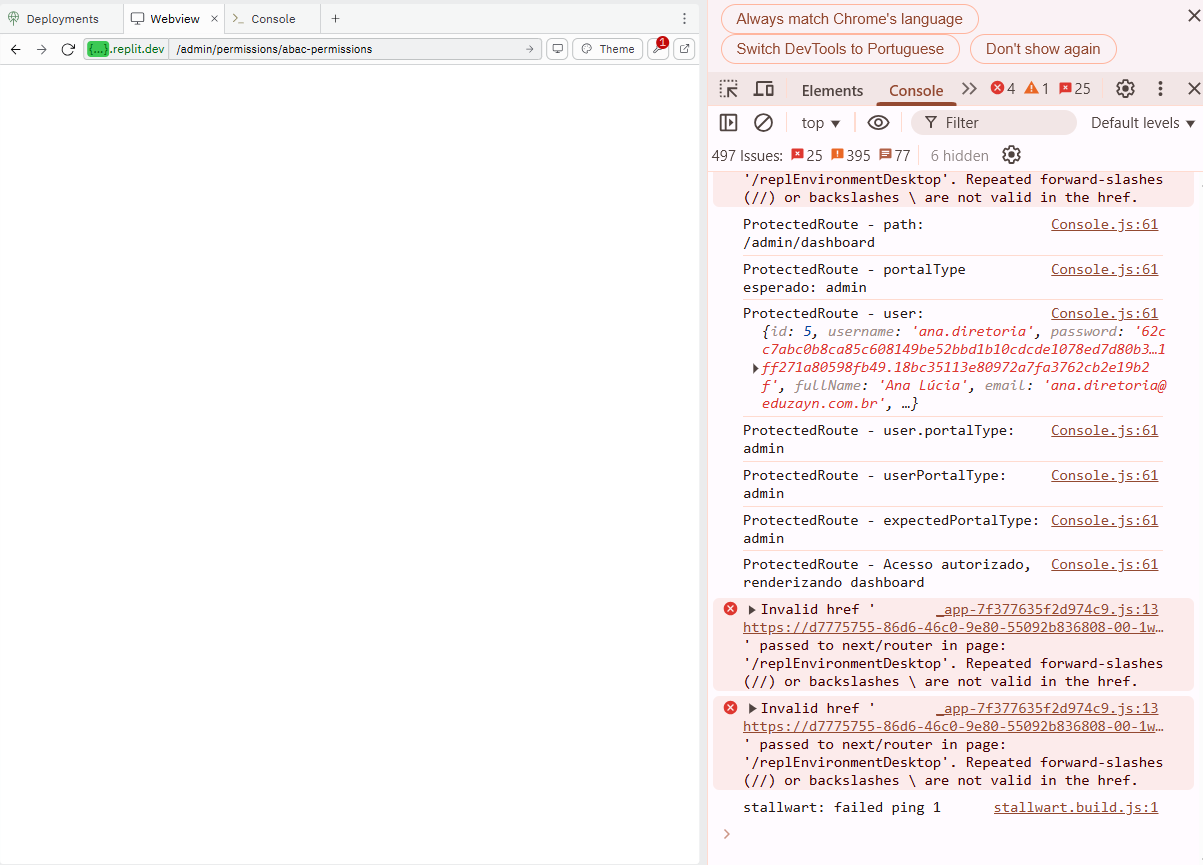 Deployments
Webview
Console
{...}.replit.dev /admin/permissions/abac-permissions
Theme
1
Always match Chrome's language
Switch DevTools to Portuguese
Don't show again
Elements
Console
4
1
25
top
Filter
Default levels
497 Issues: 25 395 77 6 hidden
'/replEnvironmentDesktop'. Repeated forward-slashes
(//) or backslashes \ are not valid in the href.
ProtectedRoute - path: Console.js:61
/admin/dashboard
ProtectedRoute - portalType Console.js:61
esperado: admin
ProtectedRoute - user: Console.js:61
{id: 5, username: 'ana.diretoria', password: '62c
c7abc0b8ca85c608149be52bbd1b10cdcde1078ed7d80b3…1
ff271a80598fb49.18bc35113e80972a7fa3762cb2e19b2
f', fullName: 'Ana Lúcia', email: 'ana.diretoria@
eduzayn.com.br', …}
ProtectedRoute - user.portalType: Console.js:61
admin
ProtectedRoute - userPortalType: Console.js:61
admin
ProtectedRoute - expectedPortalType: Console.js:61
admin
ProtectedRoute - Acesso autorizado, Console.js:61
renderizando dashboard
Invalid href ' _app-7f377635f2d974c9.js:13
https://d7775755-86d6-46c0-9e80-55092b836808-00-1w…
' passed to next/router in page:
'/replEnvironmentDesktop'. Repeated forward-slashes
(//) or backslashes \ are not valid in the href.
Invalid href ' _app-7f377635f2d974c9.js:13
https://d7775755-86d6-46c0-9e80-55092b836808-00-1w…
' passed to next/router in page:
'/replEnvironmentDesktop'. Repeated forward-slashes
(//) or backslashes \ are not valid in the href.
stallwart: failed ping 1 stallwart.build.js:1